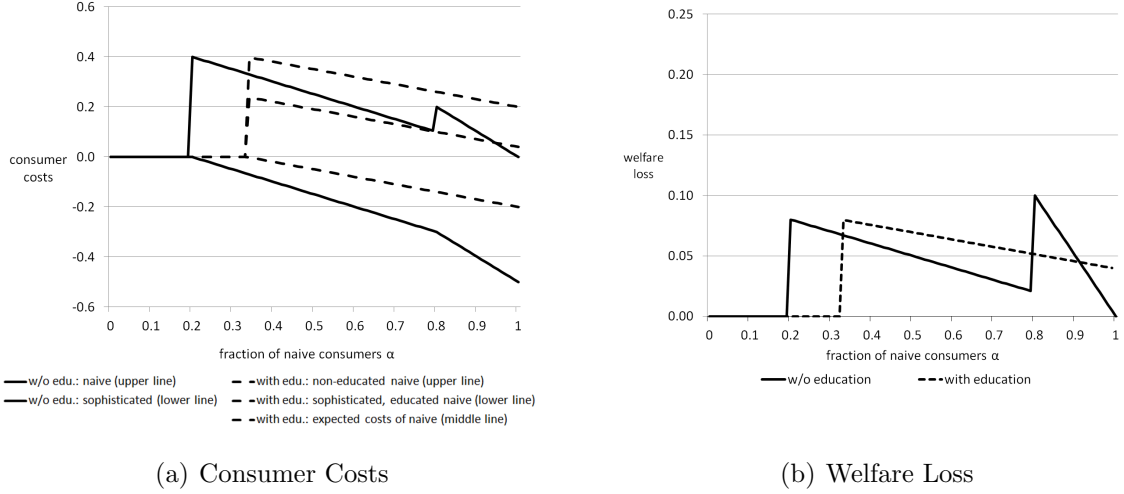 0.6
0.4
0.2
0.0
-0.2
-0.4
-0.6
consumer
costs
0 0.1 0.2 0.3 0.4 0.5 0.6 0.7 0.8 0.9 1
fraction of naive consumers α
w/o edu.: naive (upper line)
with edu.: non-educated naive (upper line)
w/o edu.: sophisticated (lower line)
with edu.: sophisticated, educated naive (lower line)
with edu.: expected costs of naive (middle line)
(a) Consumer Costs
0.25
0.20
0.15
0.10
0.05
0.00
welfare
loss
0 0.1 0.2 0.3 0.4 0.5 0.6 0.7 0.8 0.9 1
fraction of naive consumers α
w/o education
with education
(b) Welfare Loss